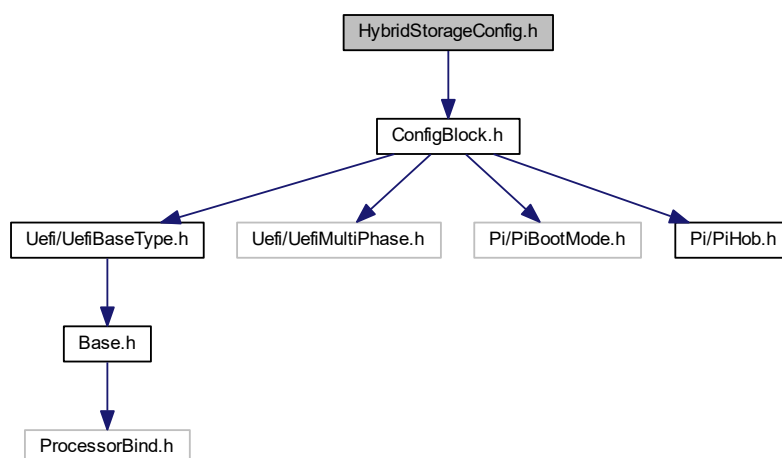 HybridStorageConfig.h
ConfigBlock.h
Uefi/UefiBaseType.h
Uefi/UefiMultiPhase.h
Pi/PiBootMode.h
Pi/PiHob.h
Base.h
ProcessorBind.h